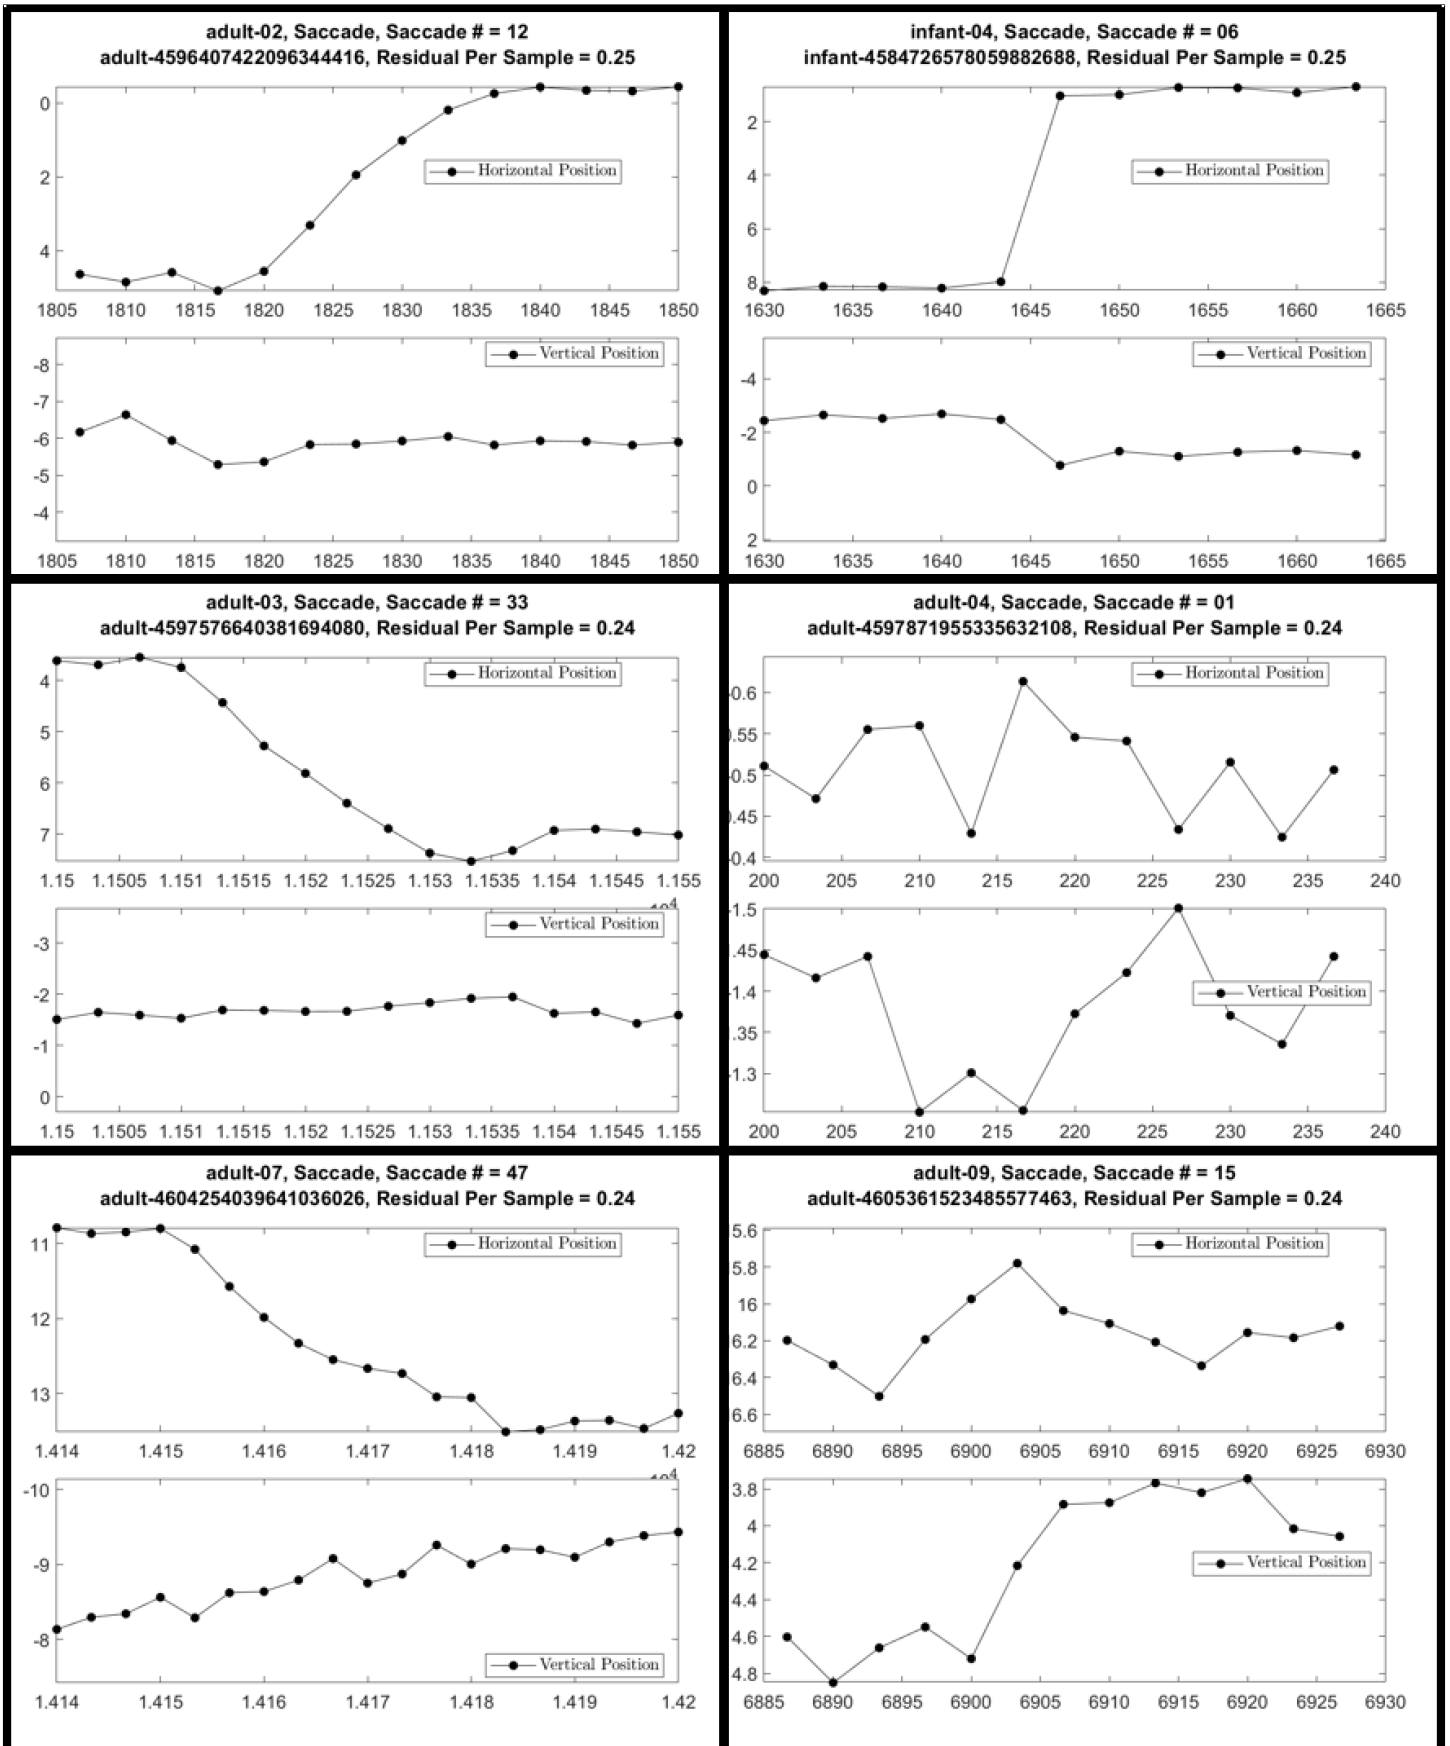 adult-02, Saccade, Saccade # = 12
adult-4596407422096344416, Residual Per Sample = 0.25
0
2
4
Horizontal Position
1805 1810 1815 1820 1825 1830 1835 1840 1845 1850
Vertical Position
-8
-7
-6
-5
-4
1805 1810 1815 1820 1825 1830 1835 1840 1845 1850
infant-04, Saccade, Saccade # = 06
infant-4584726578059882688, Residual Per Sample = 0.25
2
4
6
8
Horizontal Position
1630 1635 1640 1645 1650 1655 1660 1665
Vertical Position
-4
-2
0
2
1630 1635 1640 1645 1650 1655 1660 1665
adult-03, Saccade, Saccade # = 33
adult-4597576640381694080, Residual Per Sample = 0.24
Horizontal Position
4
5
6
7
1.15 1.1505 1.151 1.1515 1.152 1.1525 1.153 1.1535 1.154 1.1545 1.155
Vertical Position
-3
-2
-1
0
1.15 1.1505 1.151 1.1515 1.152 1.1525 1.153 1.1535 1.154 1.1545 1.155
adult-04, Saccade, Saccade # = 01
adult-4597871955335632108, Residual Per Sample = 0.24
Horizontal Position
-0.6
0.55
-0.5
0.45
-0.4
200 205 210 215 220 225 230 235 240
-1.5
.45
-1.4
.35
-1.3
Vertical Position
200 205 210 215 220 225 230 235 240
adult-07, Saccade, Saccade # = 47
adult-4604254039641036026, Residual Per Sample = 0.24
Horizontal Position
11
12
13
1.414 1.415 1.416 1.417 1.418 1.419 1.42
-10
-9
-8
Vertical Position
1.414 1.415 1.416 1.417 1.418 1.419 1.42
adult-09, Saccade, Saccade # = 15
adult-4605361523485577463, Residual Per Sample = 0.24
Horizontal Position
5.6
5.8
16
6.2
6.4
6.6
6885 6890 6895 6900 6905 6910 6915 6920 6925 6930
3.8
4
4.2
4.4
4.6
4.8
Vertical Position
6885 6890 6895 6900 6905 6910 6915 6920 6925 6930